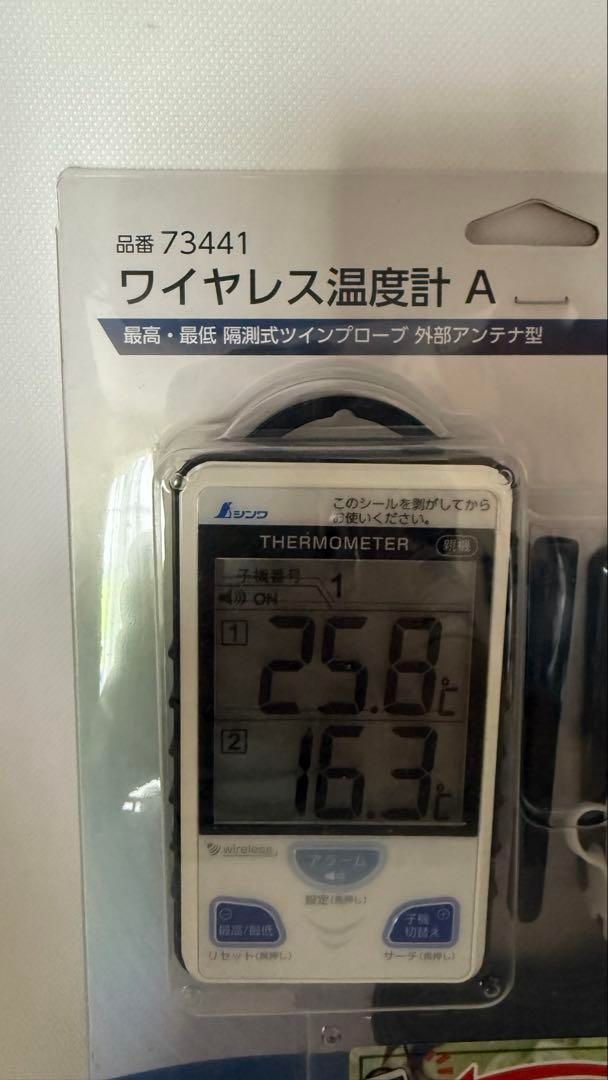 品番 73441
ワイヤレス温度計 A
最高・最低 隔測式ツインプローブ 外部アンテナ型
シンワ
このシールを剥がしてから
お使いください。
THERMOMETER 親機
子機番号 1
ON
1 25.8℃
2 16.3℃
wireless
アラーム
設定(長押し)
最高/最低
リセット(長押し)
子機
切替え
サーチ(長押し)